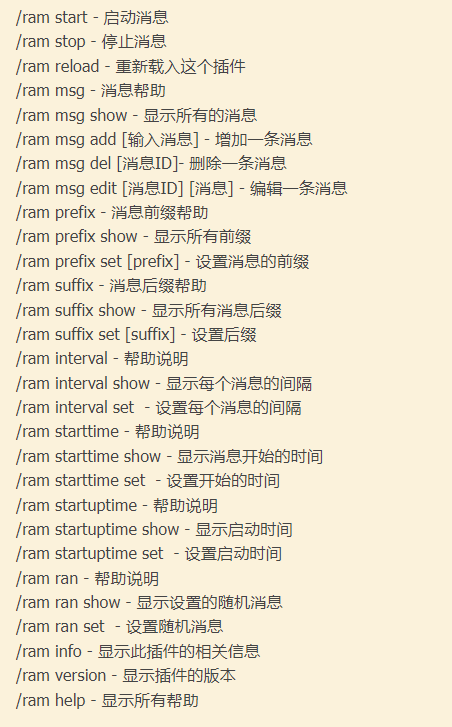 /ram start - 启动消息
/ram stop - 停止消息
/ram reload - 重新载入这个插件
/ram msg - 消息帮助
/ram msg show - 显示所有的消息
/ram msg add [输入消息] - 增加一条消息
/ram msg del [消息ID]- 删除一条消息
/ram msg edit [消息ID] [消息] - 编辑一条消息
/ram prefix - 消息前缀帮助
/ram prefix show - 显示所有前缀
/ram prefix set [prefix] - 设置消息的前缀
/ram suffix - 消息后缀帮助
/ram suffix show - 显示所有消息后缀
/ram suffix set [suffix] - 设置后缀
/ram interval - 帮助说明
/ram interval show - 显示每个消息的间隔
/ram interval set  - 设置每个消息的间隔
/ram starttime - 帮助说明
/ram starttime show - 显示消息开始的时间
/ram starttime set  - 设置开始的时间
/ram startuptime - 帮助说明
/ram startuptime show - 显示启动时间
/ram startuptime set  - 设置启动时间
/ram ran - 帮助说明
/ram ran show - 显示设置的随机消息
/ram ran set  - 设置随机消息
/ram info - 显示此插件的相关信息
/ram version - 显示插件的版本
/ram help - 显示所有帮助